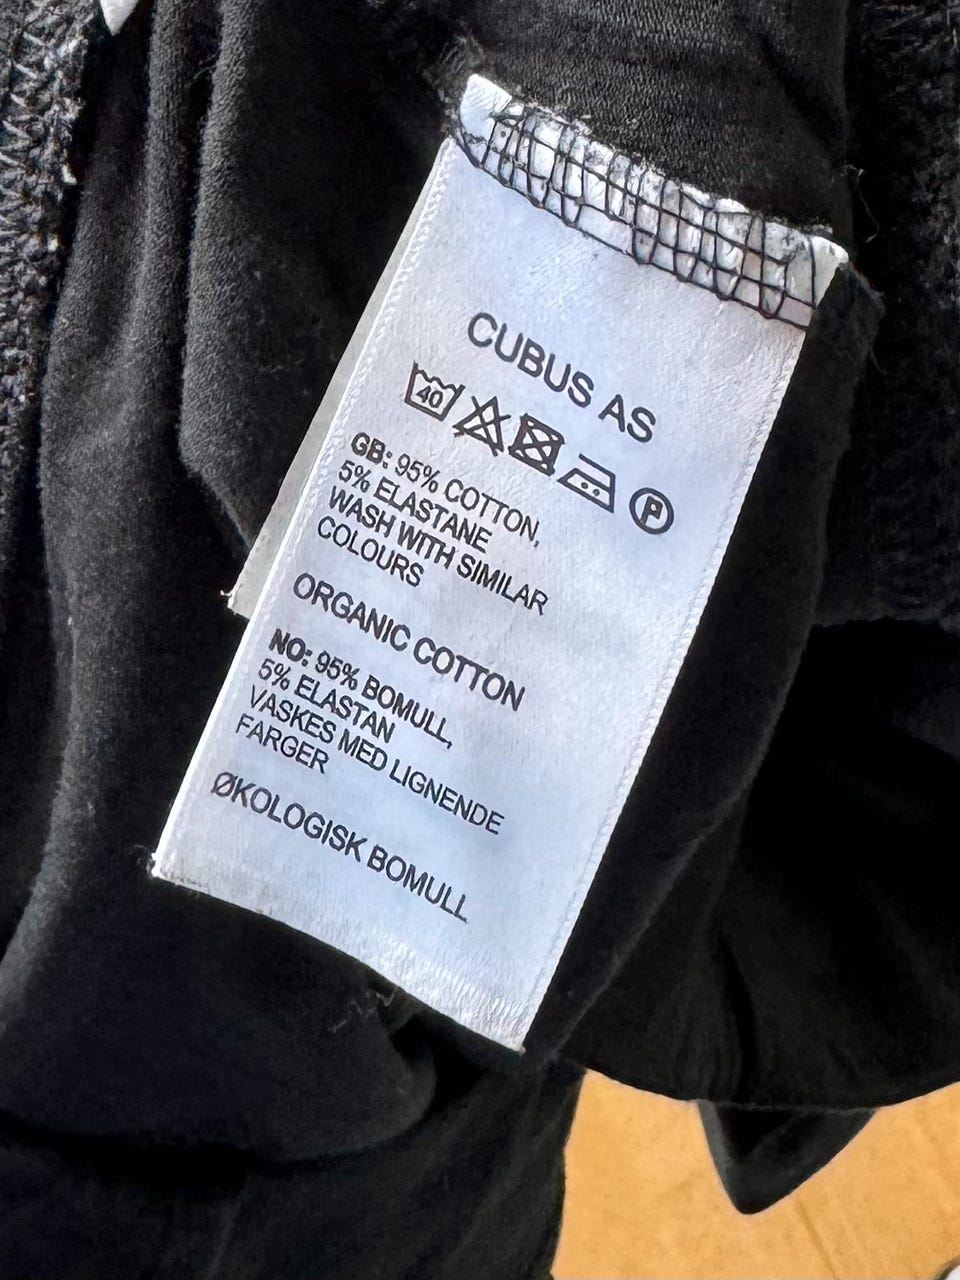 CUBUS AS
40 P
GB: 95% COTTON,
5% ELASTANE
WASH WITH SIMILAR
COLOURS
ORGANIC COTTON
NO: 95% BOMULL,
5% ELASTAN
VASKES MED LIGNENDE
FARGER
ØKOLOGISK BOMULL